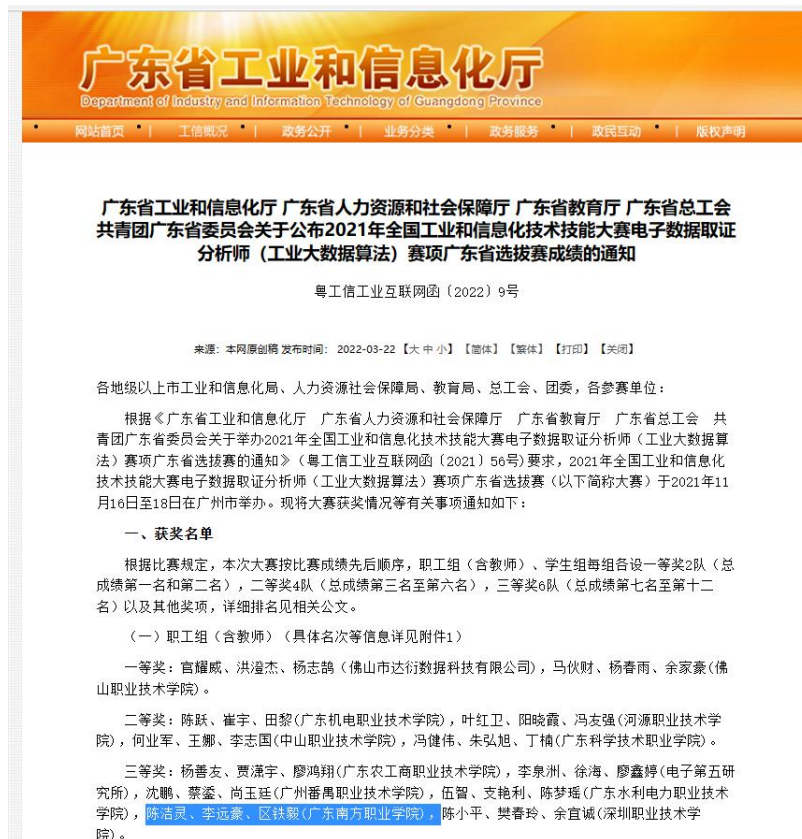 广东省工业和信息化厅
Department of Industry and Information Technology of Guangdong Province
• 网站首页 • | 工信概况 • | 政务公开 • | 业务分类 • | 政务服务 • | 政民互动 • | 版权声明
广东省工业和信息化厅 广东省人力资源和社会保障厅 广东省教育厅 广东省总工会
共青团广东省委员会关于公布2021年全国工业和信息化技术技能大赛电子数据取证
分析师（工业大数据算法）赛项广东省选拔赛成绩的通知
粤工信工业互联网函〔2022〕9号
来源：本网原创稿 发布时间： 2022-03-22 【大 中 小】 【简体】 【繁体】 【打印】 【关闭】
各地级以上市工业和信息化局、人力资源社会保障局、教育局、总工会、团委，各参赛单位：
根据《广东省工业和信息化厅 广东省人力资源和社会保障厅 广东省教育厅 广东省总工会 共
青团广东省委员会关于举办2021年全国工业和信息化技术技能大赛电子数据取证分析师（工业大数据算
法）赛项广东省选拔赛的通知》（粤工信工业互联网函〔2021〕56号)要求，2021年全国工业和信息化
技术技能大赛电子数据取证分析师（工业大数据算法）赛项广东省选拔赛（以下简称大赛）于2021年11
月16日至18日在广州市举办。现将大赛获奖情况等有关事项通知如下：
一、获奖名单
根据比赛规定，本次大赛按比赛成绩先后顺序，职工组（含教师）、学生组每组各设一等奖2队（总
成绩第一名和第二名），二等奖4队（总成绩第三名至第六名），三等奖6队（总成绩第七名至第十二
名）以及其他奖项，详细排名见相关公文。
（一）职工组（含教师）（具体名次等信息详见附件1）
一等奖：官耀威、洪澄杰、杨志鹄（佛山市达衍数据科技有限公司），马伙财、杨春雨、余家豪(佛
山职业技术学院)。
二等奖：陈跃、崔宇、田黎(广东机电职业技术学院)，叶红卫、阳晓霞、冯友强(河源职业技术学
院)，何业军、王娜、李志国(中山职业技术学院)，冯健伟、朱弘旭、丁楠(广东科学技术职业学院)。
三等奖：杨善友、贾潇宇、廖鸿翔(广东农工商职业技术学院)，李泉洲、徐海、廖鑫婷(电子第五研
究所)，沈鹏、蔡鎏、尚玉廷(广州番禺职业技术学院)，伍智、支艳利、陈梦瑶(广东水利电力职业技术
学院)，陈洁灵、李远豪、区铁毅(广东南方职业学院)，陈小平、樊春玲、余宜诚(深圳职业技术学
院)。